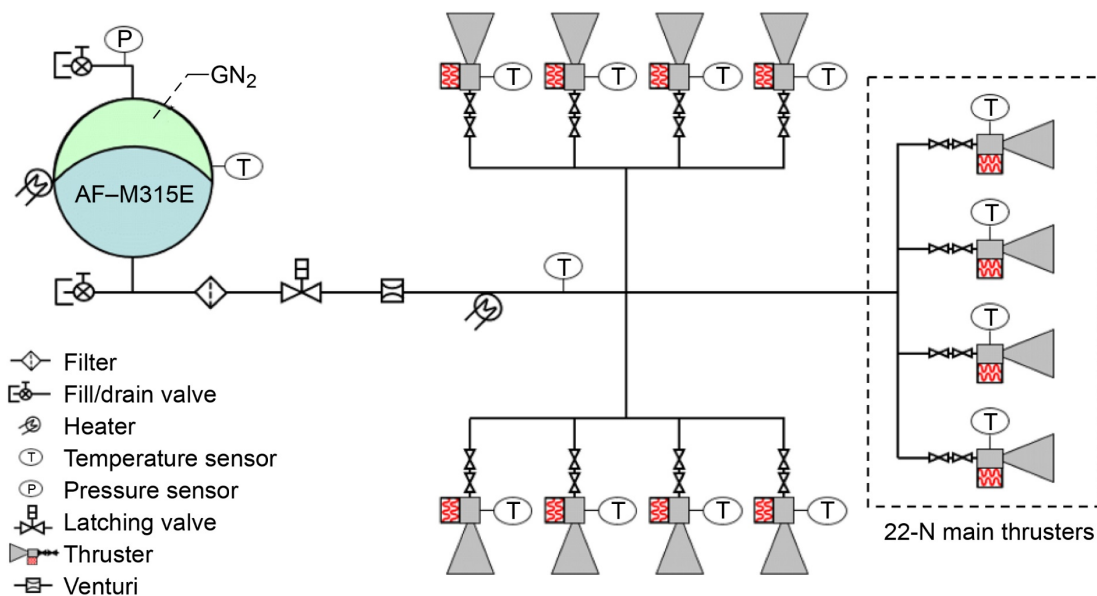 P
GN₂
T
AF–M315E
T
T
T
T
T
T
T
T
T
T
T
T
T
T
22-N main thrusters
Filter
Fill/drain valve
Heater
T Temperature sensor
P Pressure sensor
Latching valve
Thruster
Venturi